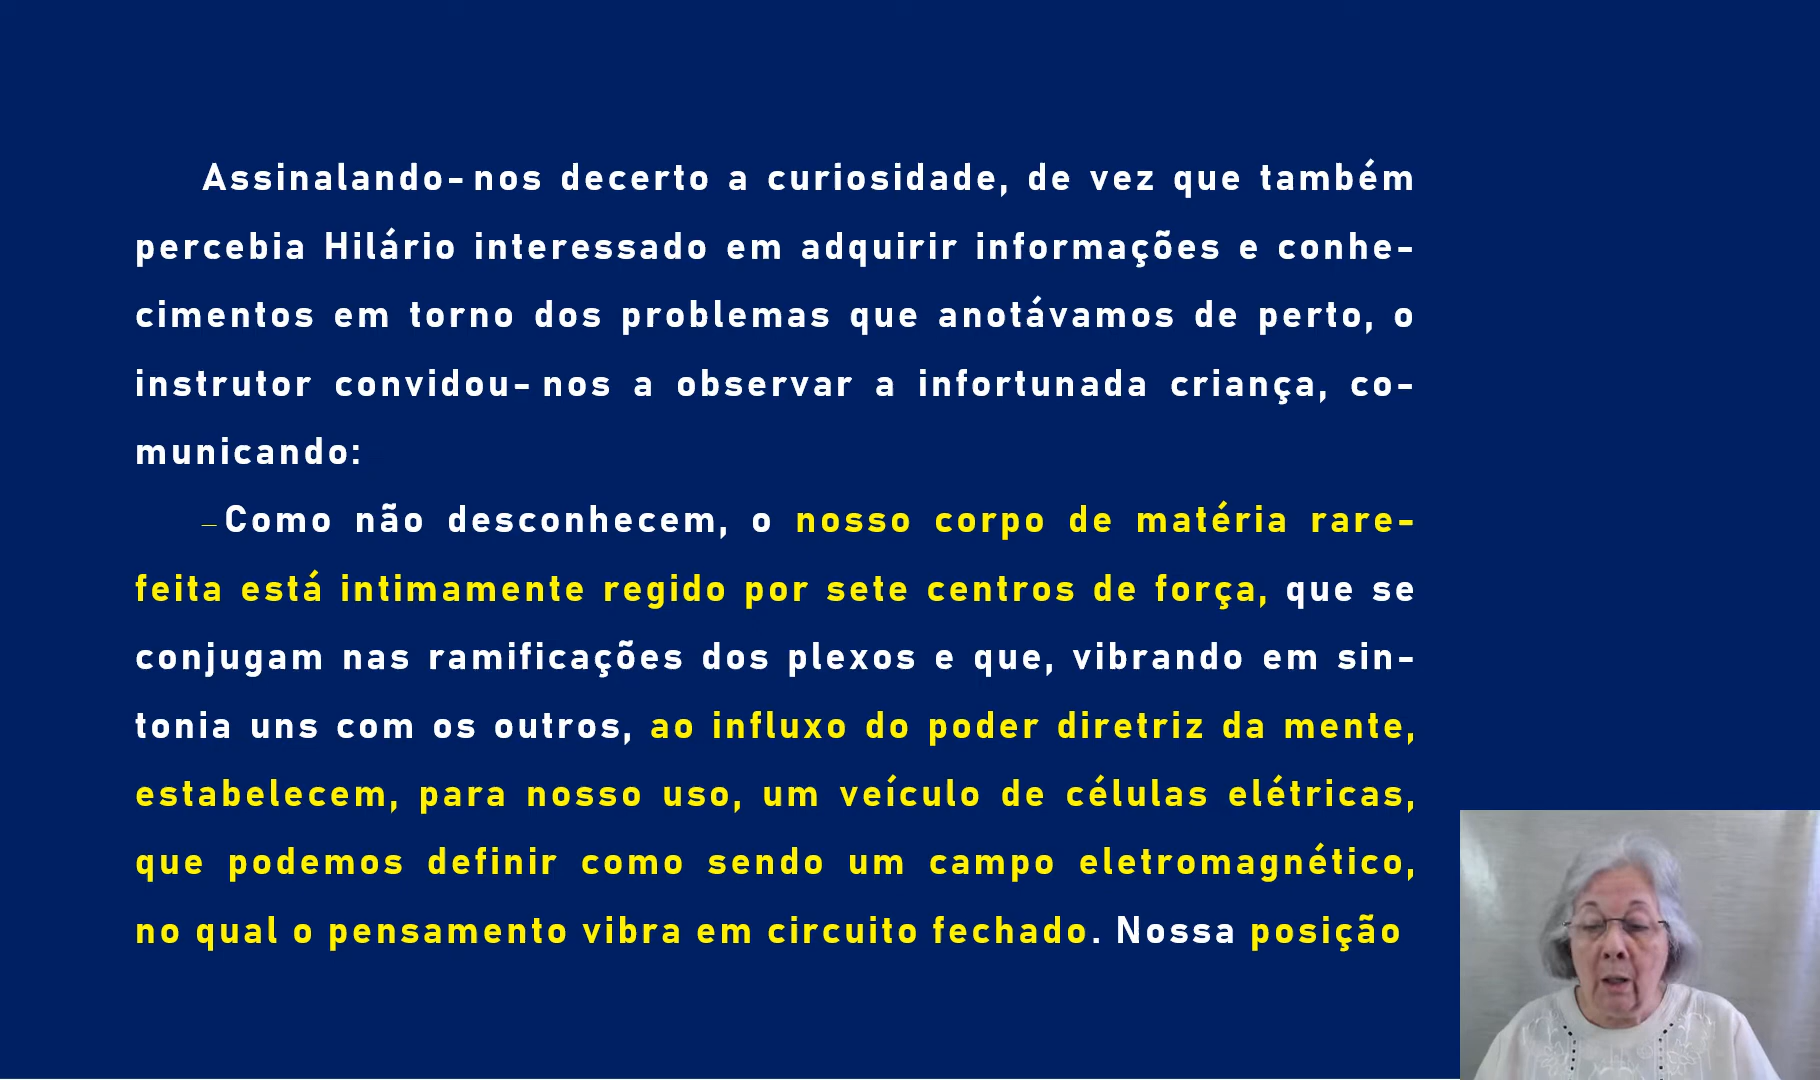 Assinalando-nos decerto a curiosidade, de vez que também
percebia Hilário interessado em adquirir informações e conhe-
cimentos em torno dos problemas que anotávamos de perto, o
instrutor convidou-nos a observar a infortunada criança, co-
municando:
–Como não desconhecem, o nosso corpo de matéria rare-
feita está intimamente regido por sete centros de força, que se
conjugam nas ramificações dos plexos e que, vibrando em sin-
tonia uns com os outros, ao influxo do poder diretriz da mente,
estabelecem, para nosso uso, um veículo de células elétricas,
que podemos definir como sendo um campo eletromagnético,
no qual o pensamento vibra em circuito fechado. Nossa posição